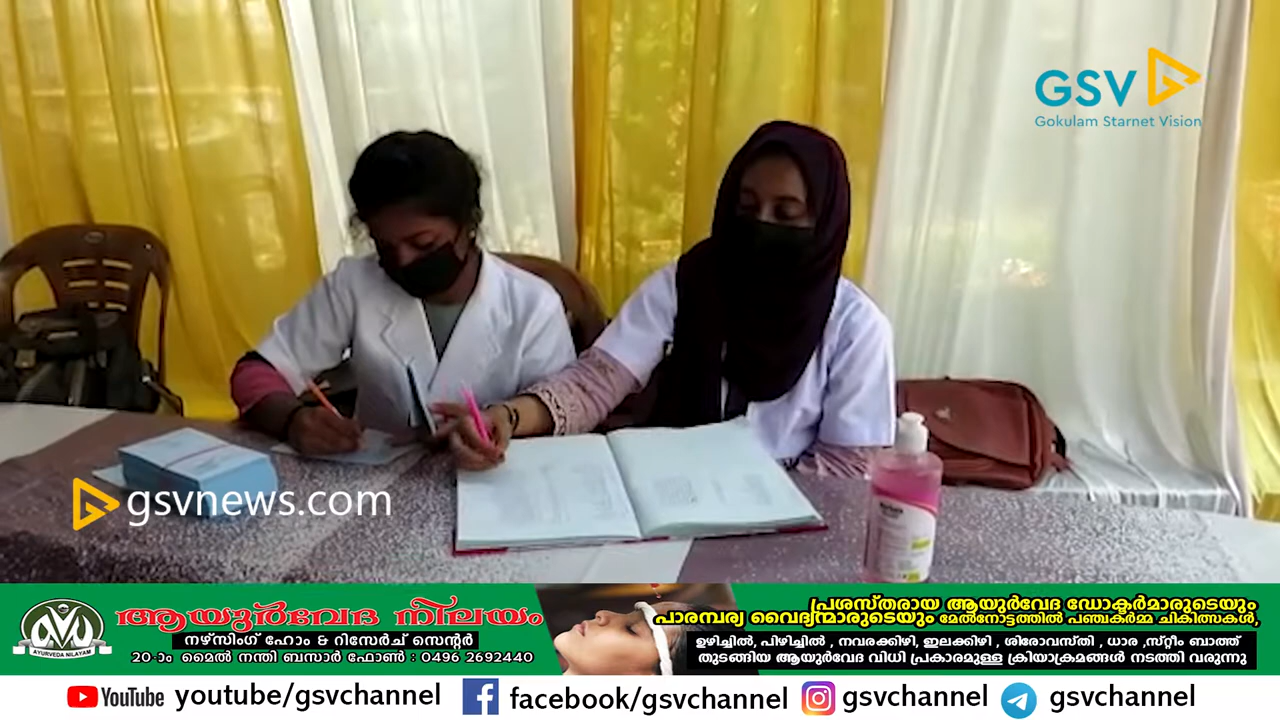 GSV
Gokulam Starnet Vision
gsvnews.com
ആയുർവേദ നിലയം
നഴ്സിംഗ് ഹോം & റിസേർച് സെന്റർ
20-ാം മൈൽ നന്തി ബസാർ ഫോൺ : 0496 2692440
AYURVEDA NILAYAM
പ്രശസ്തരായ ആയുർവേദ ഡോക്ടർമാരുടെയും
പാരമ്പര്യ വൈദ്യന്മാരുടെയും മേൽനോട്ടത്തിൽ പഞ്ചകർമ്മ ചികിത്സകൾ,
ഉഴിച്ചിൽ, പിഴിച്ചിൽ , നവരക്കിഴി, ഇലക്കിഴി , ശിരോവസ്തി , ധാര ,സ്റ്റീം ബാത്ത്
തുടങ്ങിയ ആയുർവേദ വിധി പ്രകാരമുള്ള ക്രിയാക്രമങ്ങൾ നടത്തി വരുന്നു
YouTube youtube/gsvchannel facebook/gsvchannel gsvchannel gsvchannel